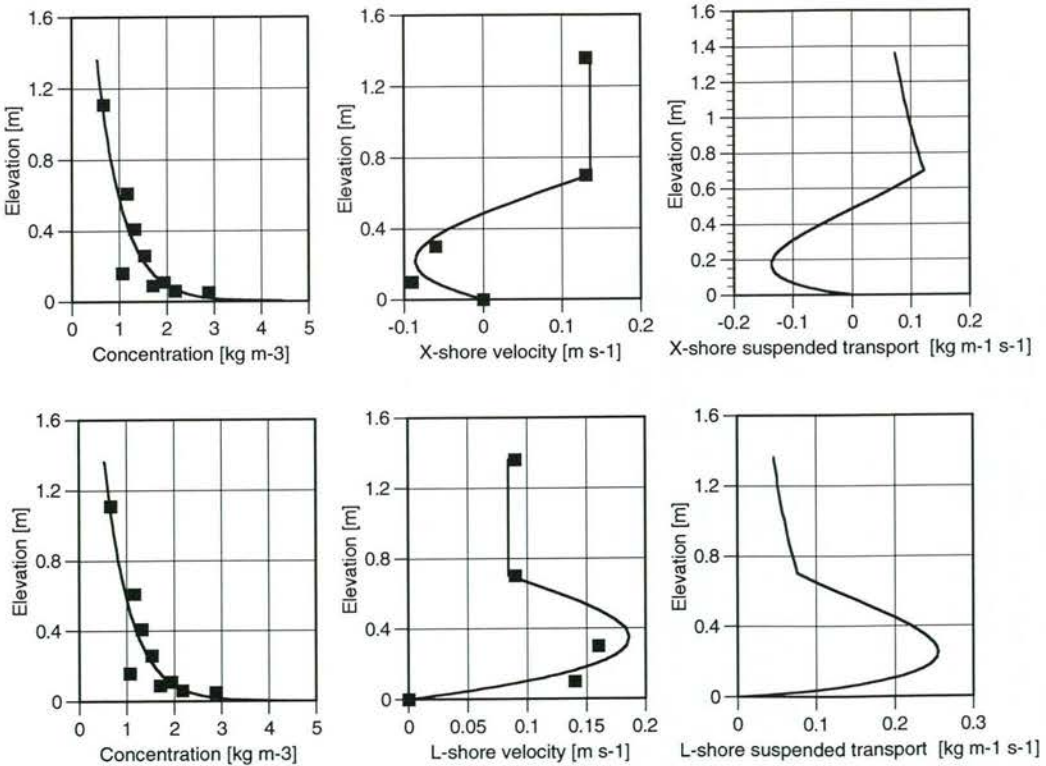 1.6
1.2
0.8
0.4
0
Elevation [m]
0 1 2 3 4 5
Concentration [kg m-3]
1.6
1.2
0.8
0.4
0
Elevation [m]
-0.1 0 0.1 0.2
X-shore velocity [m s-1]
1.6
1.4
1.2
1
0.8
0.6
0.4
0.2
0
Elevation [m]
-0.2 -0.1 0 0.1 0.2
X-shore suspended transport [kg m-1 s-1]
1.6
1.2
0.8
0.4
0
Elevation [m]
0 1 2 3 4 5
Concentration [kg m-3]
1.6
1.2
0.8
0.4
0
Elevation [m]
0 0.05 0.1 0.15 0.2
L-shore velocity [m s-1]
1.6
1.2
0.8
0.4
0
Elevation [m]
0 0.1 0.2 0.3
L-shore suspended transport [kg m-1 s-1]